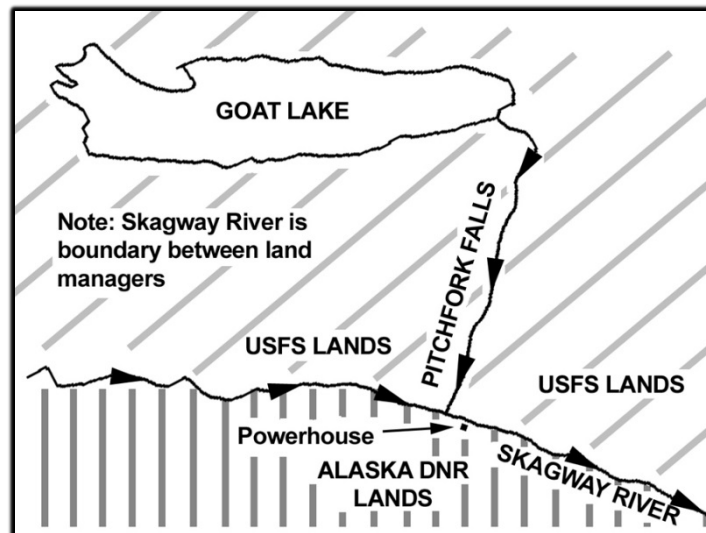 GOAT LAKE
Note: Skagway River is
boundary between land
managers
PITCHFORK FALLS
USFS LANDS
USFS LANDS
Powerhouse
ALASKA DNR
LANDS
SKAGWAY RIVER